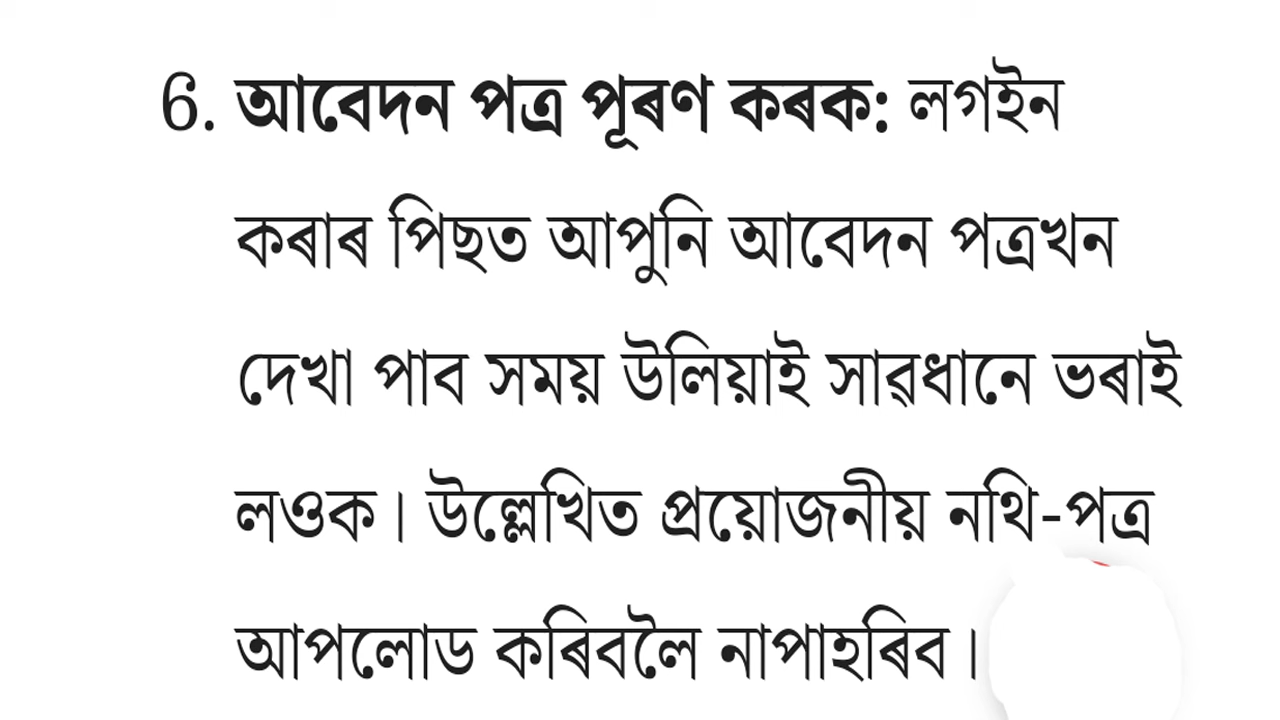 6. আবেদন পত্ৰ পূৰণ কৰক: লগইন
কৰাৰ পিছত আপুনি আবেদন পত্ৰখন
দেখা পাব সময় উলিয়াই সাৱধানে ভৰাই
লওক। উল্লেখিত প্ৰয়োজনীয় নথি-পত্ৰ
আপলোড কৰিবলৈ নাপাহৰিব।